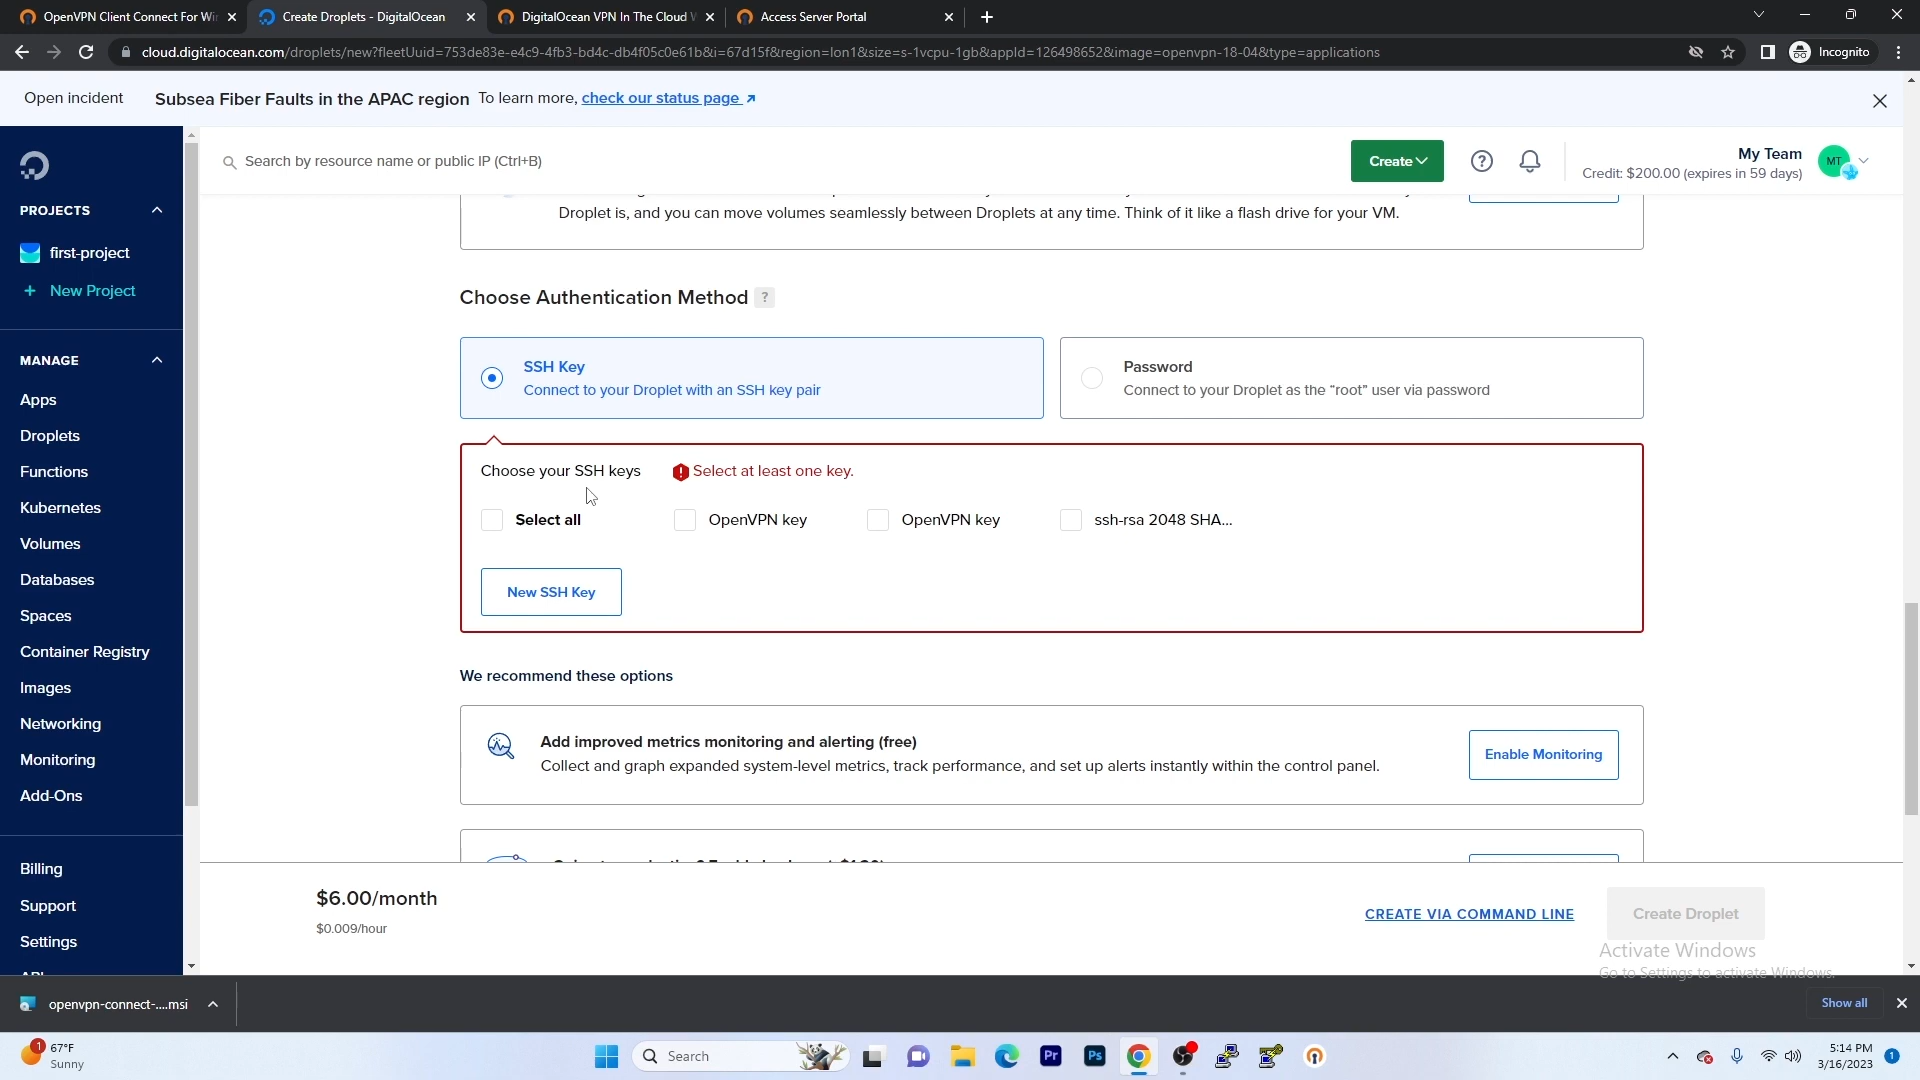 OpenVPN Client Connect For Wi
Create Droplets - DigitalOcean
DigitalOcean VPN In The Cloud V
Access Server Portal
cloud.digitalocean.com/droplets/new?fleetUuid=753de83e-e4c9-4fb3-bd4c-db4f05c0e61b&i=67d15f&region=lon1&size=s-1vcpu-1gb&appId=126498652&image=openvpn-18-04&type=applications
Incognito
Open incident
Subsea Fiber Faults in the APAC region To learn more, check our status page
Search by resource name or public IP (Ctrl+B)
Create
?
My Team
Credit: $200.00 (expires in 59 days)
MT
PROJECTS
first-project
+ New Project
MANAGE
Apps
Droplets
Functions
Kubernetes
Volumes
Databases
Spaces
Container Registry
Images
Networking
Monitoring
Add-Ons
Billing
Support
Settings
Droplet is, and you can move volumes seamlessly between Droplets at any time. Think of it like a flash drive for your VM.
Choose Authentication Method ?
SSH Key
Connect to your Droplet with an SSH key pair
Password
Connect to your Droplet as the “root” user via password
Choose your SSH keys
! Select at least one key.
Select all
OpenVPN key
OpenVPN key
ssh-rsa 2048 SHA...
New SSH Key
We recommend these options
Add improved metrics monitoring and alerting (free)
Collect and graph expanded system-level metrics, track performance, and set up alerts instantly within the control panel.
Enable Monitoring
$6.00/month
$0.009/hour
CREATE VIA COMMAND LINE
Create Droplet
Activate Windows
Go to Settings to activate Windows.
openvpn-connect-....msi
Show all
1
67°F
Sunny
Search
Pr
Ps
5:14 PM
3/16/2023
1